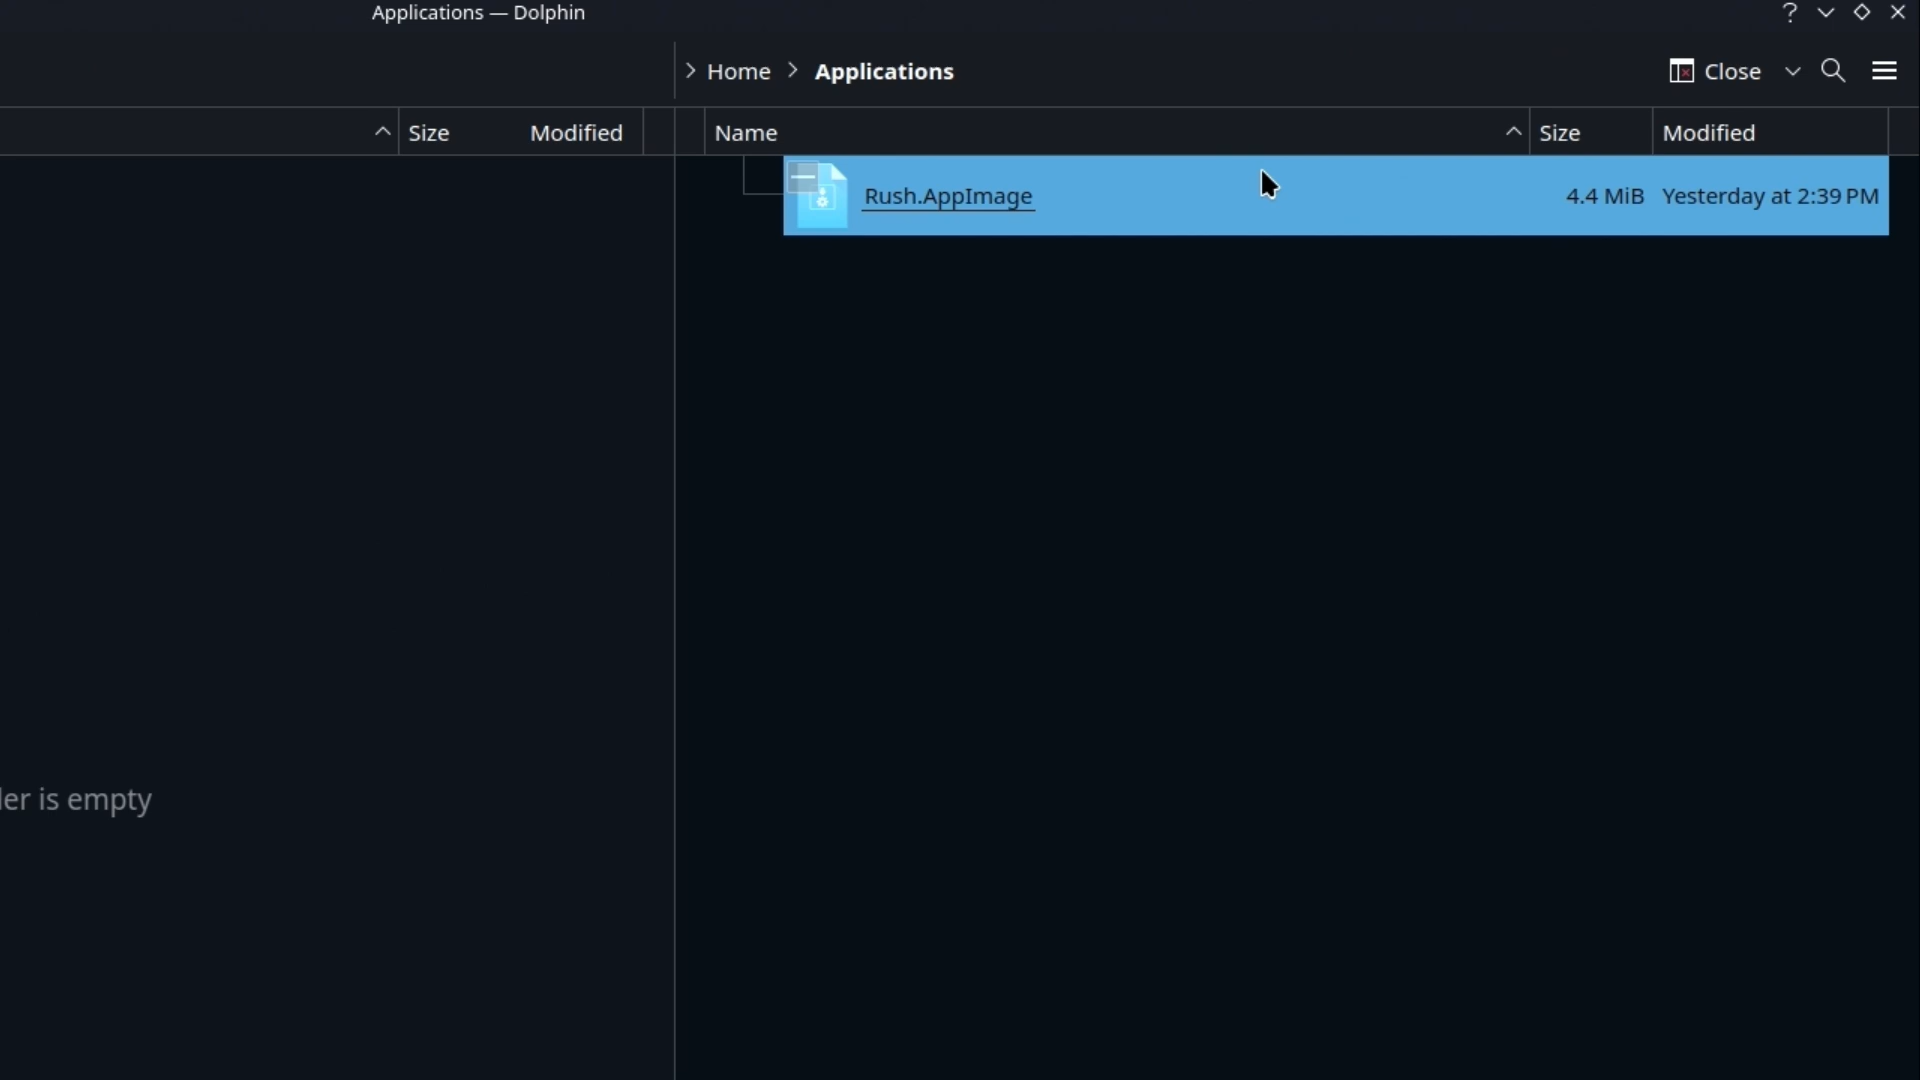 Applications — Dolphin
Home
Applications
Close
Size
Modified
is empty
Name
Size
Modified
Rush.AppImage
4.4 MiB
Yesterday at 2:39 PM